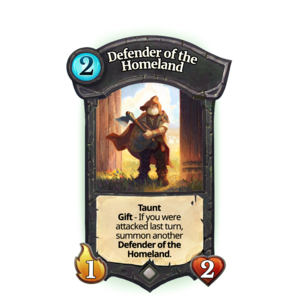 2
Defender of the
Homeland
Taunt
Gift - If you were
attacked last turn,
summon another
Defender of the
Homeland.
1
2